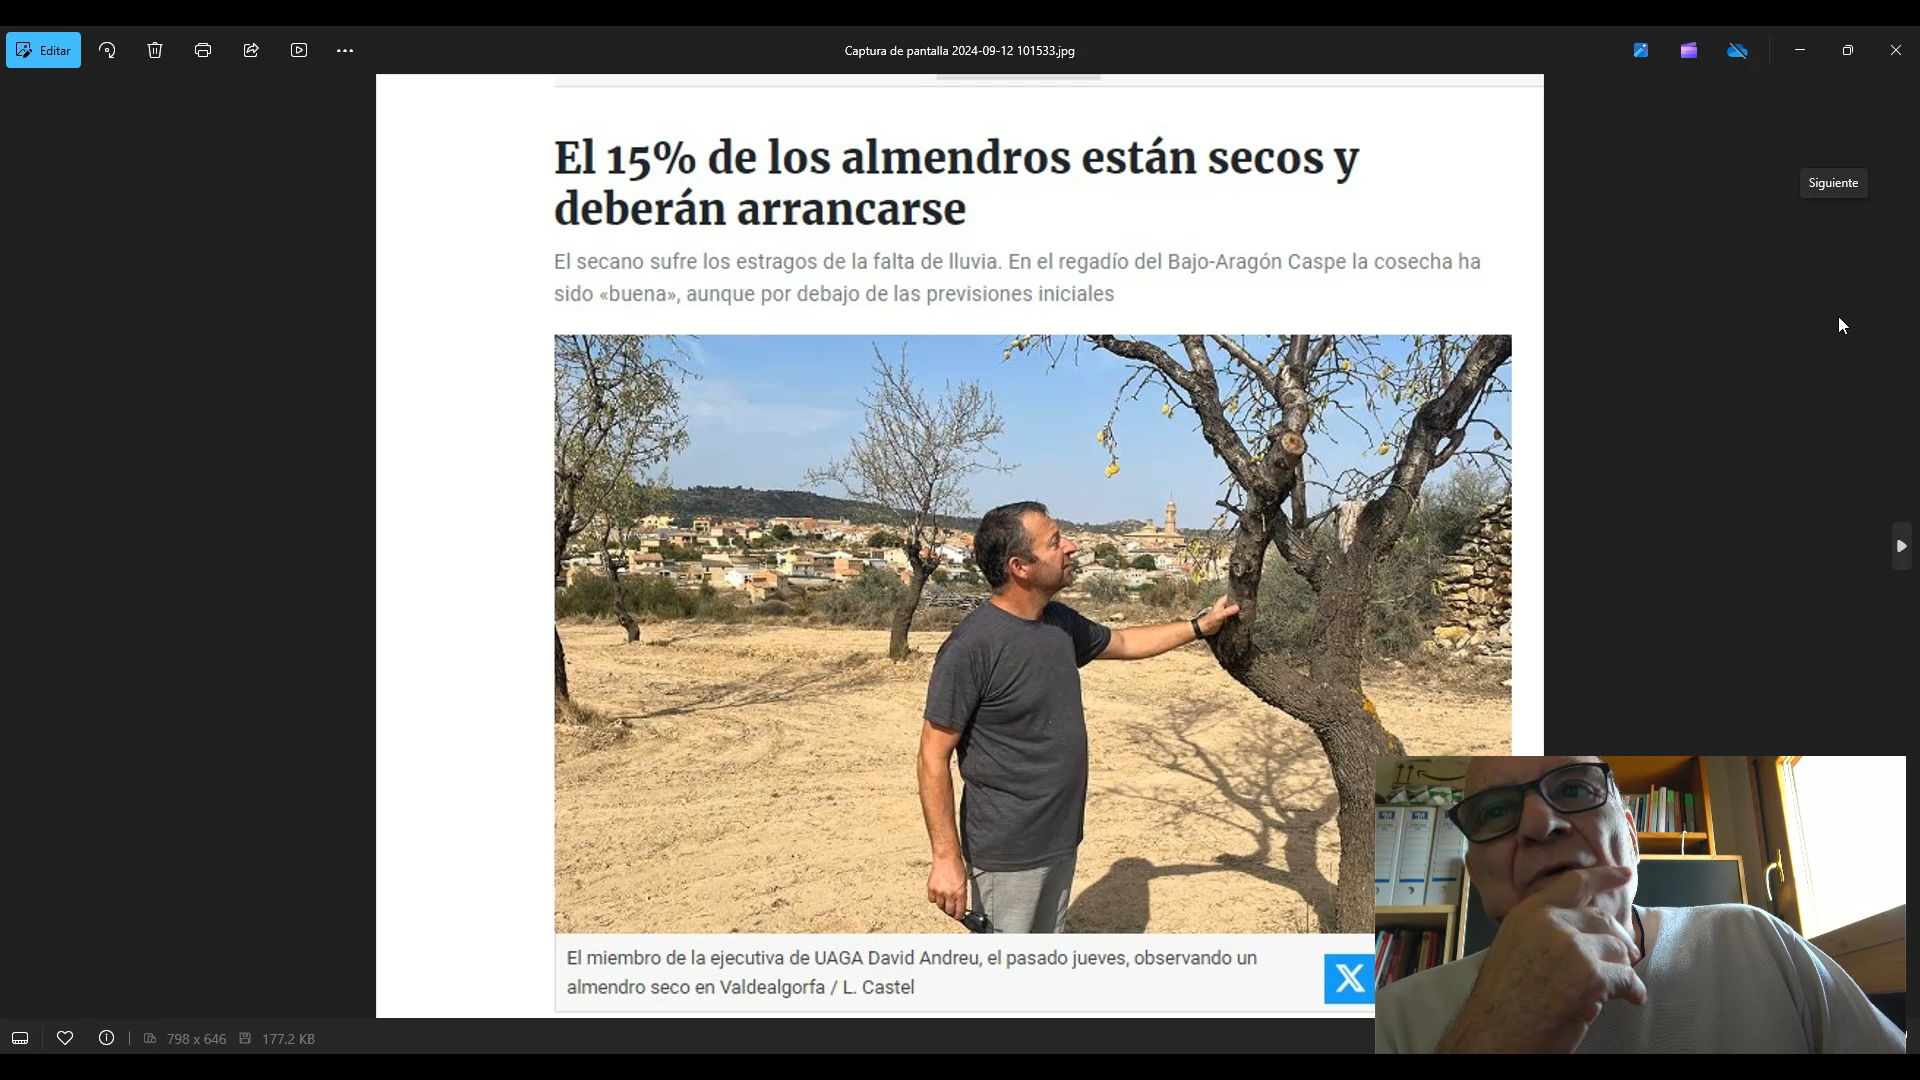 Editar
Captura de pantalla 2024-09-12 101533.jpg
El 15% de los almendros están secos y
deberán arrancarse
Siguiente
El secano sufre los estragos de la falta de lluvia. En el regadío del Bajo-Aragón Caspe la cosecha ha
sido «buena», aunque por debajo de las previsiones iniciales
El miembro de la ejecutiva de UAGA David Andreu, el pasado jueves, observando un
almendro seco en Valdealgorfa / L. Castel
798 x 646
177.2 KB